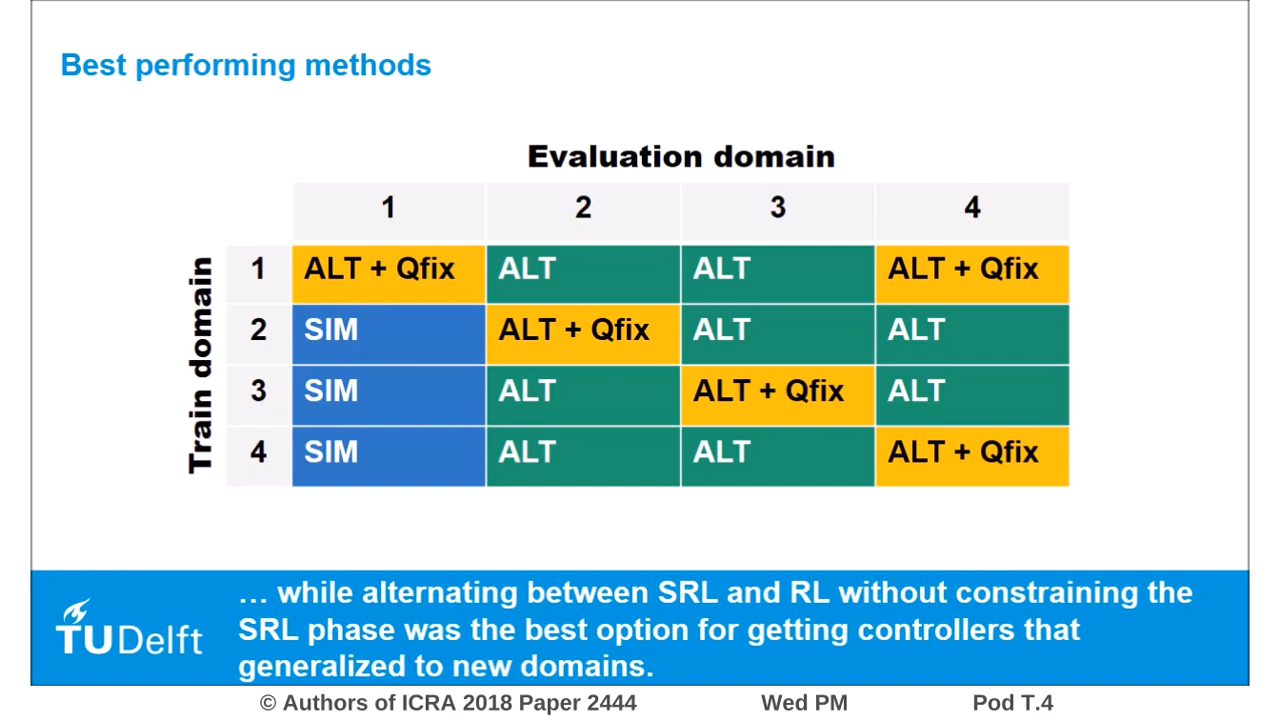 Best performing methods
Evaluation domain
1 2 3 4
Train domain
1 ALT + Qfix ALT ALT ALT + Qfix
2 SIM ALT + Qfix ALT ALT
3 SIM ALT ALT + Qfix ALT
4 SIM ALT ALT ALT + Qfix
… while alternating between SRL and RL without constraining the
SRL phase was the best option for getting controllers that
generalized to new domains.
TUDelft
© Authors of ICRA 2018 Paper 2444 Wed PM Pod T.4